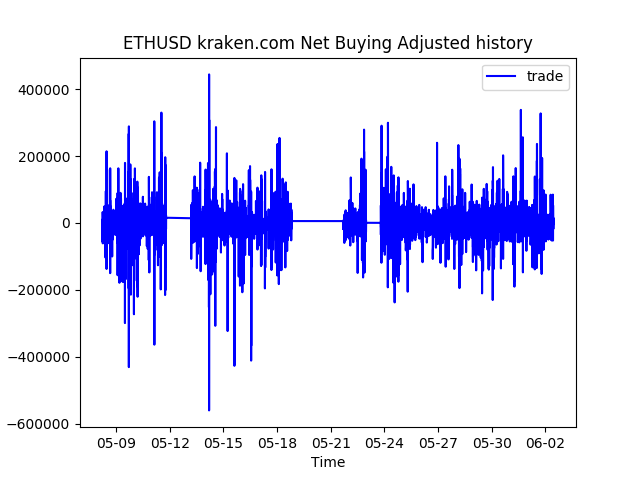 ETHUSD kraken.com Net Buying Adjusted history
trade
400000
200000
0
−200000
−400000
−600000
05-09 05-12 05-15 05-18 05-21 05-24 05-27 05-30 06-02
Time